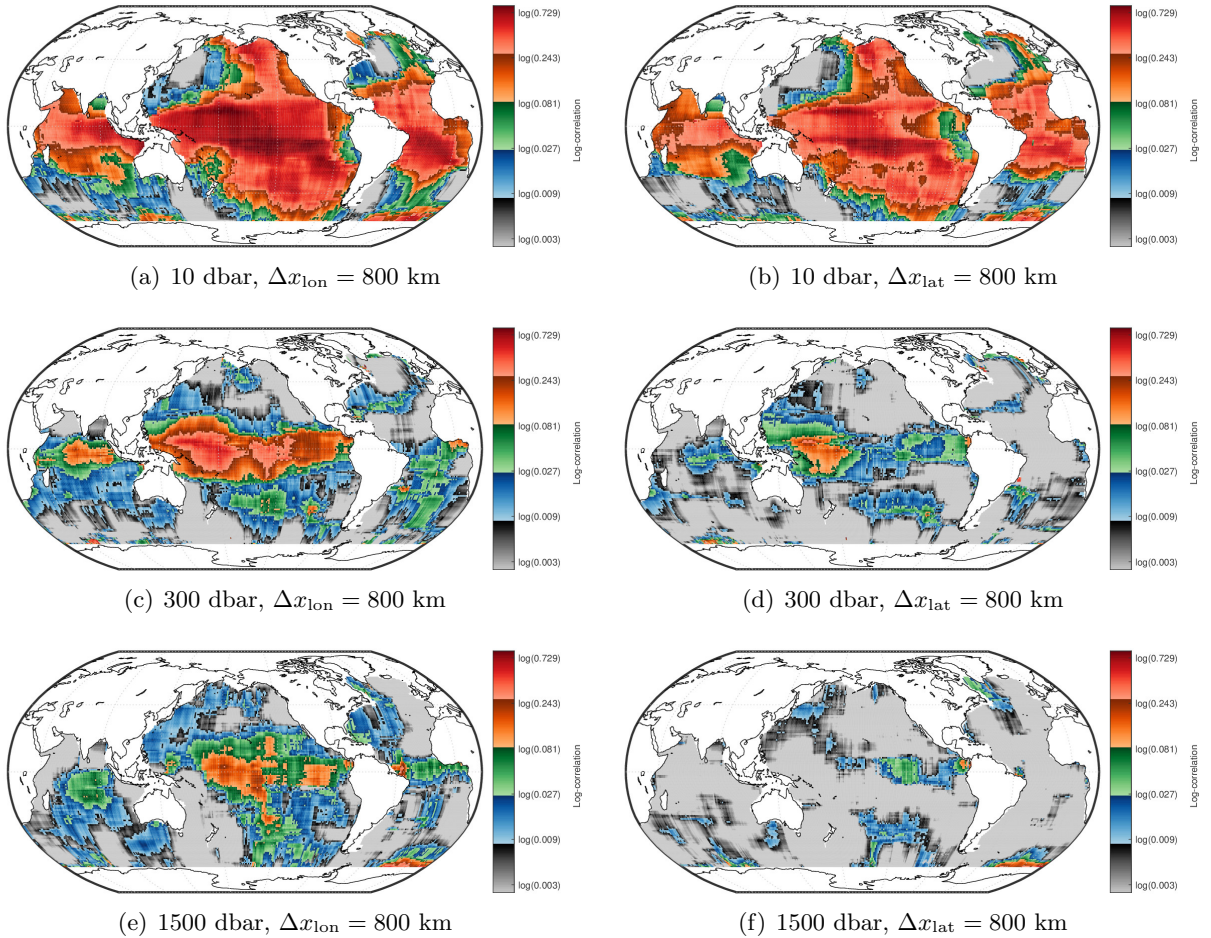 log(0.729)
log(0.243)
log(0.081)
log(0.027)
log(0.009)
log(0.003)
Log-correlation
log(0.729)
log(0.243)
log(0.081)
log(0.027)
log(0.009)
log(0.003)
Log-correlation
(a) 10 dbar, Δx_lon = 800 km
(b) 10 dbar, Δx_lat = 800 km
log(0.729)
log(0.243)
log(0.081)
log(0.027)
log(0.009)
log(0.003)
Log-correlation
log(0.729)
log(0.243)
log(0.081)
log(0.027)
log(0.009)
log(0.003)
Log-correlation
(c) 300 dbar, Δx_lon = 800 km
(d) 300 dbar, Δx_lat = 800 km
log(0.729)
log(0.243)
log(0.081)
log(0.027)
log(0.009)
log(0.003)
Log-correlation
log(0.729)
log(0.243)
log(0.081)
log(0.027)
log(0.009)
log(0.003)
Log-correlation
(e) 1500 dbar, Δx_lon = 800 km
(f) 1500 dbar, Δx_lat = 800 km